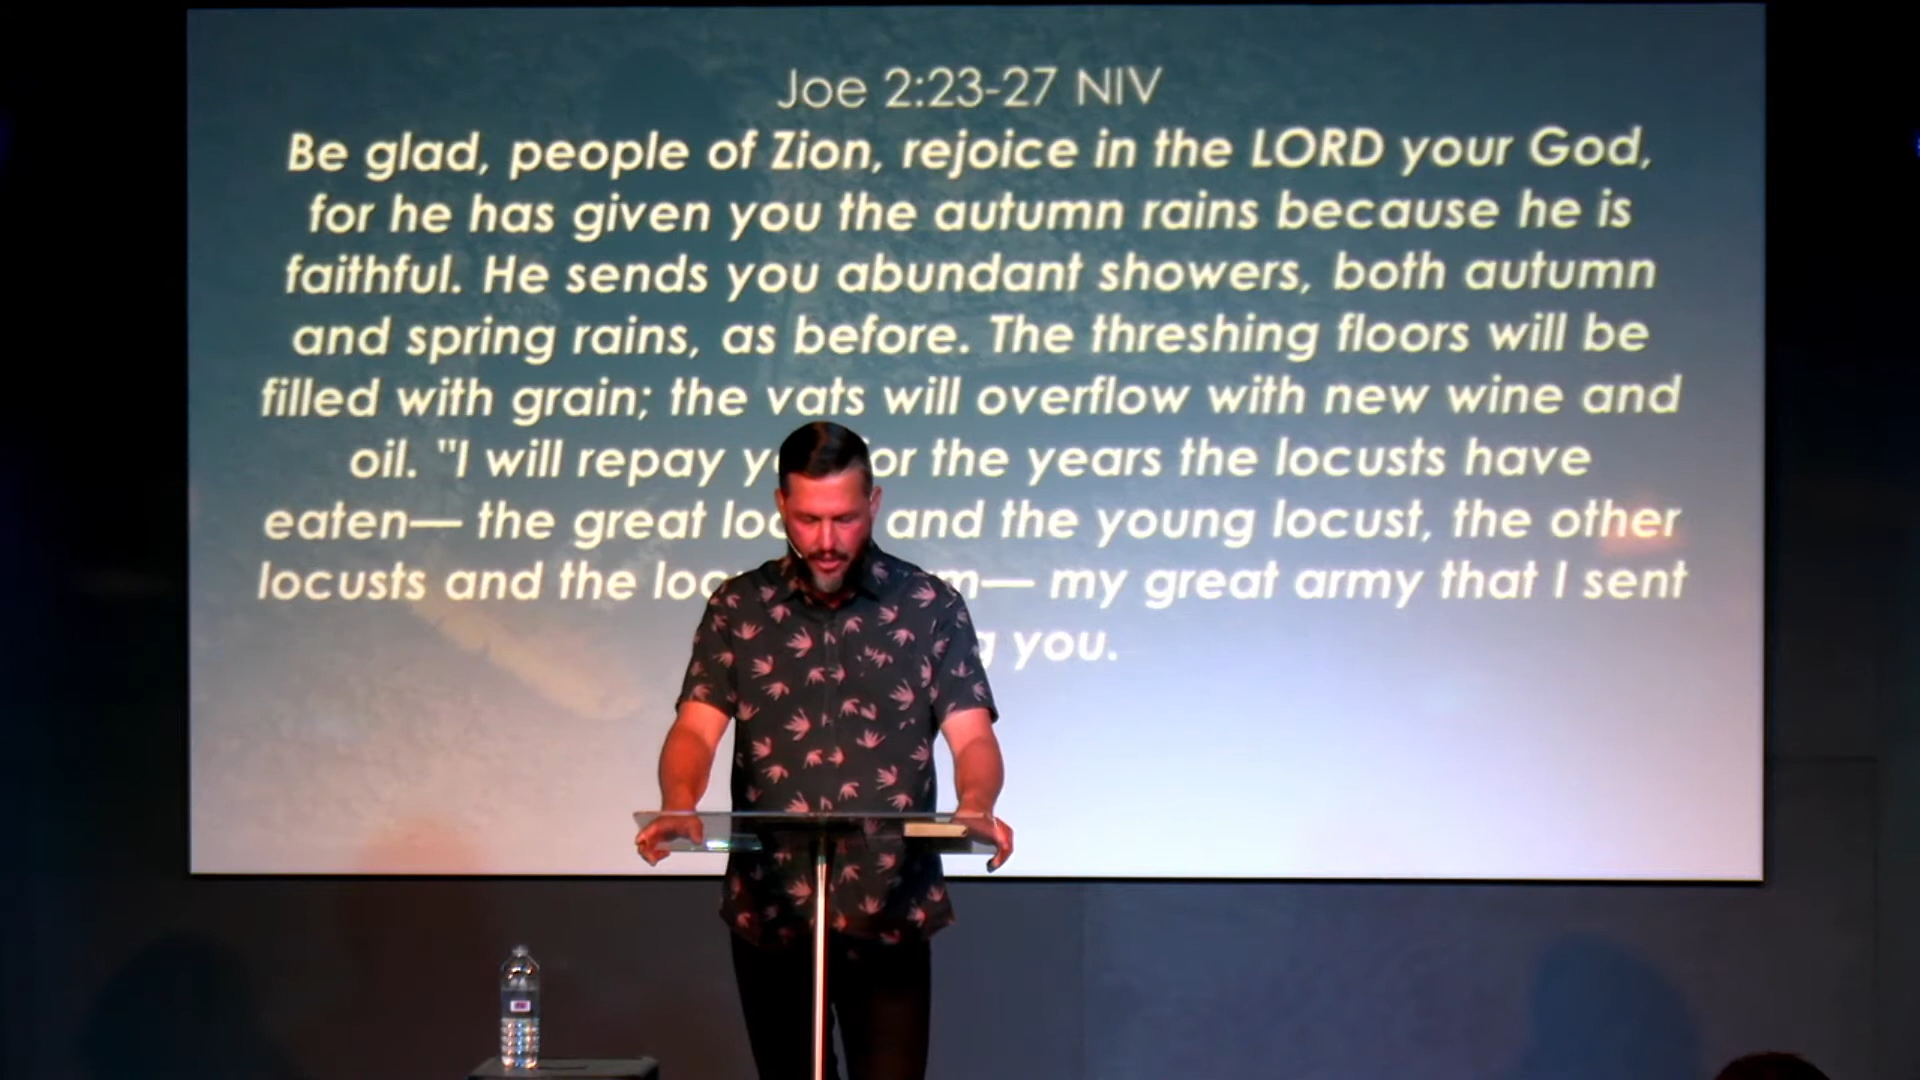 Joe 2:23-27 NIV
Be glad, people of Zion, rejoice in the LORD your God,
for he has given you the autumn rains because he is
faithful. He sends you abundant showers, both autumn
and spring rains, as before. The threshing floors will be
filled with grain; the vats will overflow with new wine and
oil. "I will repay for the years the locusts have
eaten— the great and the young locust, the other
locusts and the — my great army that I sent
you.